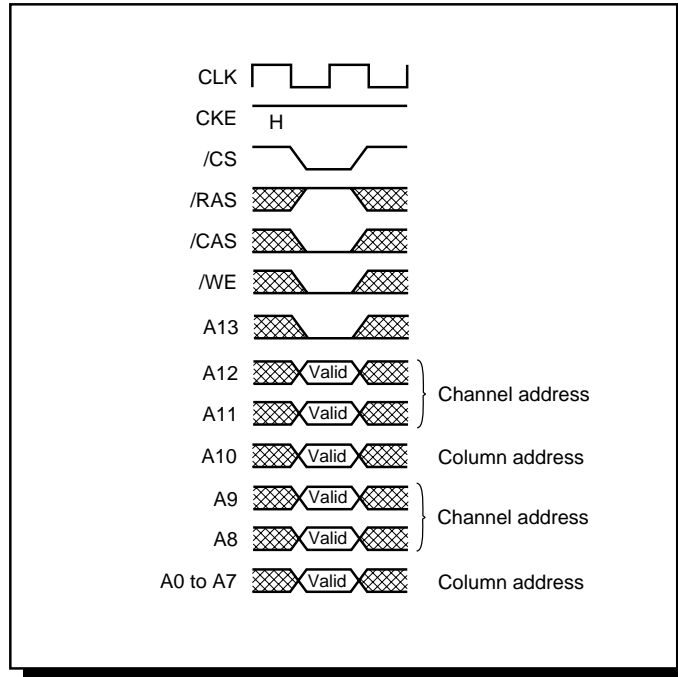 CLK
CKE H
/CS
/RAS
/CAS
/WE
A13
A12 Valid
Channel address
A11 Valid
A10 Valid Column address
A9 Valid
Channel address
A8 Valid
A0 to A7 Valid Column address